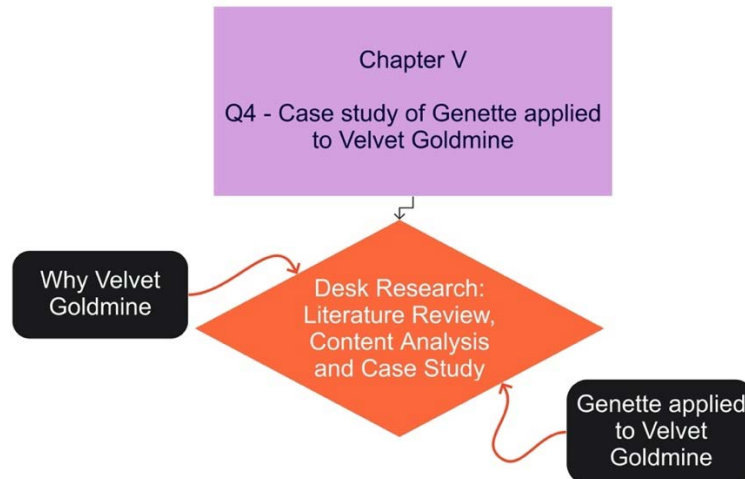 Chapter V
Q4 - Case study of Genette applied
to Velvet Goldmine
Why Velvet
Goldmine
Desk Research:
Literature Review,
Content Analysis
and Case Study
Genette applied
to Velvet
Goldmine